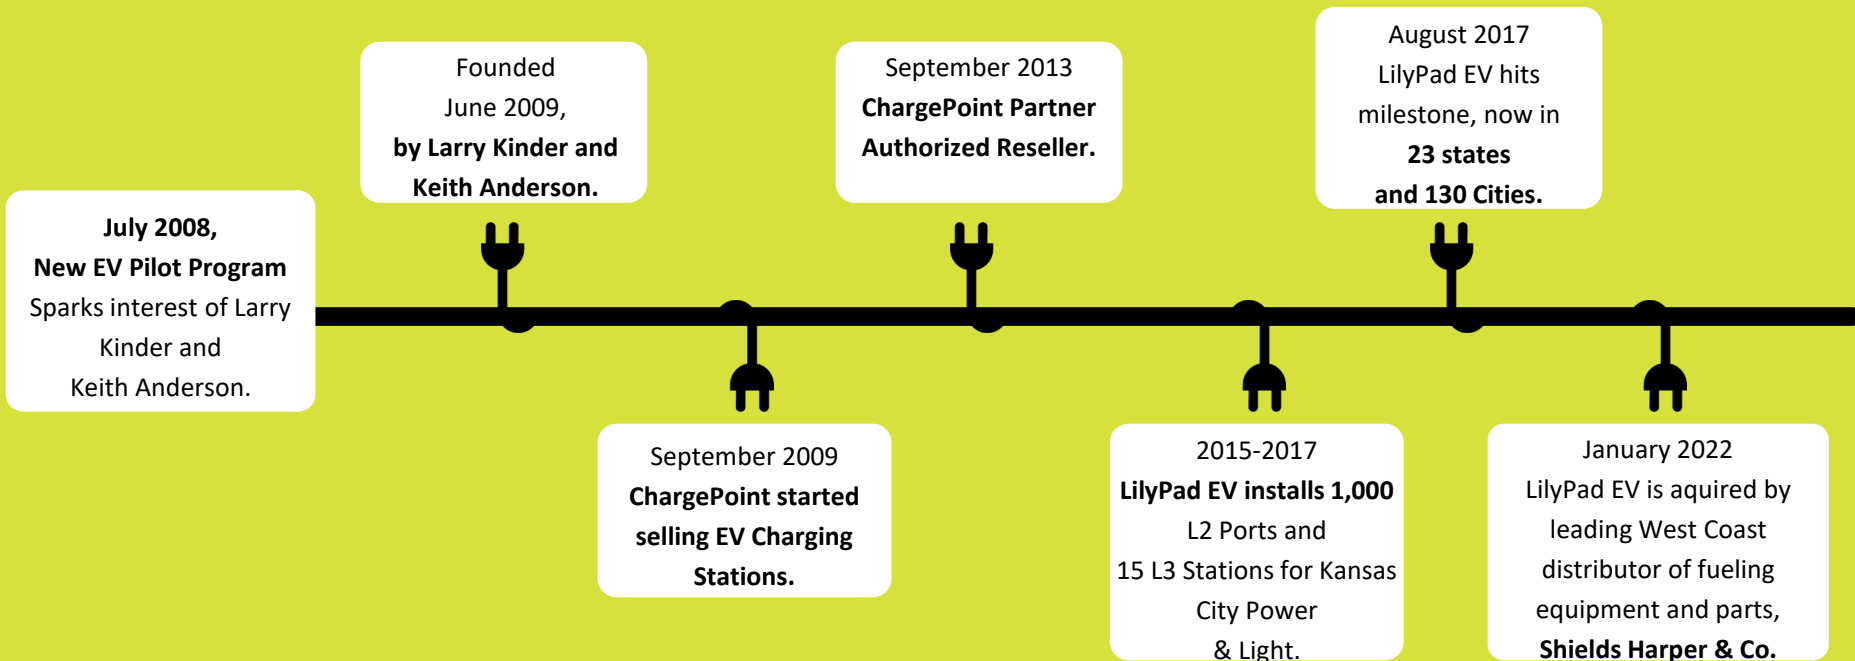 July 2008,
New EV Pilot Program
Sparks interest of Larry
Kinder and
Keith Anderson.
Founded
June 2009,
by Larry Kinder and
Keith Anderson.
September 2009
ChargePoint started
selling EV Charging
Stations.
September 2013
ChargePoint Partner
Authorized Reseller.
2015-2017
LilyPad EV installs 1,000
L2 Ports and
15 L3 Stations for Kansas
City Power
& Light.
August 2017
LilyPad EV hits
milestone, now in
23 states
and 130 Cities.
January 2022
LilyPad EV is aquired by
leading West Coast
distributor of fueling
equipment and parts,
Shields Harper & Co.